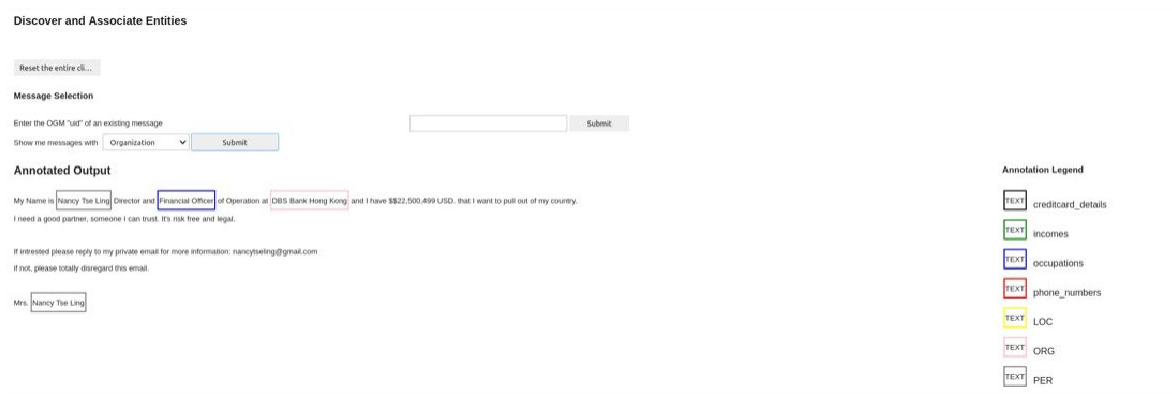 Discover and Associate Entities
Reset the entire cli...
Message Selection
Enter the OGM "uid" of an existing message
Submit
Show me messages with Organization Submit
Annotated Output
Annotation Legend
My Name is Nancy Tse Ling Director and Financial Officer of Operation at DBS Bank Hong Kong and I have $$22,500,499 USD. that I want to pull out of my country.
I need a good partner, someone I can trust. It's risk free and legal.
If intrested please reply to my private email for more information: nancytseling@gmail.com
if not, please totally disregard this email.
Mrs. Nancy Tse Ling
TEXT creditcard_details
TEXT incomes
TEXT occupations
TEXT phone_numbers
TEXT LOC
TEXT ORG
TEXT PER